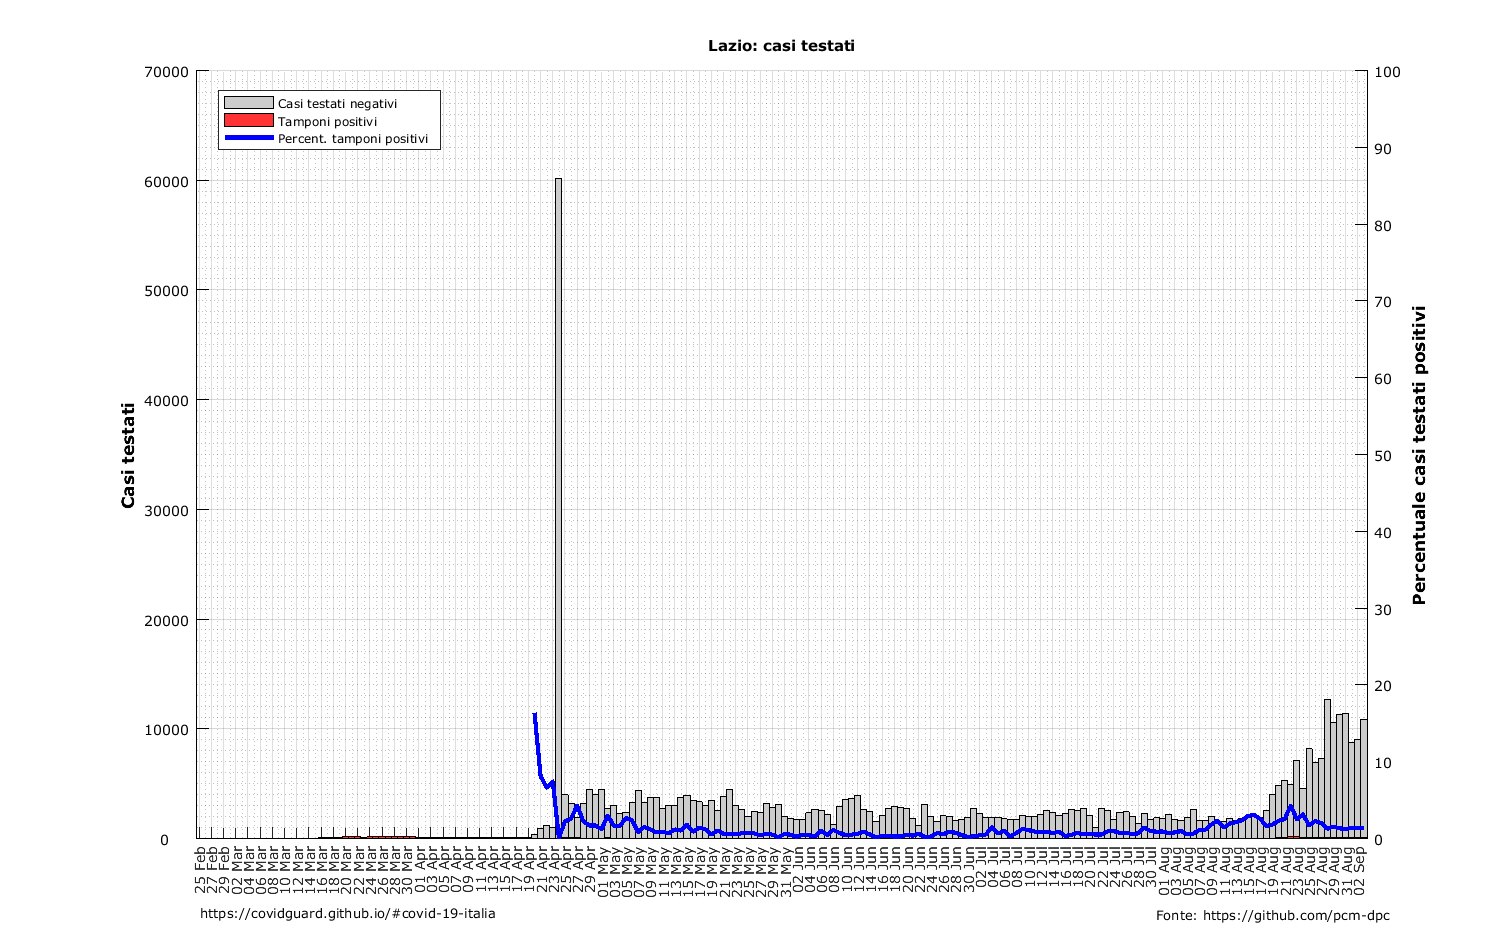 Lazio: casi testati
70000
60000
50000
40000
30000
20000
10000
0
100
90
80
70
60
50
40
30
20
10
0
Casi testati negativi
Tamponi positivi
Percent. tamponi positivi
Casi testati
Percentuale casi testati positivi
25 Feb
27 Feb
29 Feb
02 Mar
04 Mar
06 Mar
08 Mar
10 Mar
12 Mar
14 Mar
16 Mar
18 Mar
20 Mar
22 Mar
24 Mar
26 Mar
28 Mar
30 Mar
01 Apr
03 Apr
05 Apr
07 Apr
09 Apr
11 Apr
13 Apr
15 Apr
17 Apr
19 Apr
21 Apr
23 Apr
25 Apr
27 Apr
29 Apr
01 May
03 May
05 May
07 May
09 May
11 May
13 May
15 May
17 May
19 May
21 May
23 May
25 May
27 May
29 May
31 May
02 Jun
04 Jun
06 Jun
08 Jun
10 Jun
12 Jun
14 Jun
16 Jun
18 Jun
20 Jun
22 Jun
24 Jun
26 Jun
28 Jun
30 Jun
02 Jul
04 Jul
06 Jul
08 Jul
10 Jul
12 Jul
14 Jul
16 Jul
18 Jul
20 Jul
22 Jul
24 Jul
26 Jul
28 Jul
30 Jul
01 Aug
03 Aug
05 Aug
07 Aug
09 Aug
11 Aug
13 Aug
15 Aug
17 Aug
19 Aug
21 Aug
23 Aug
25 Aug
27 Aug
29 Aug
31 Aug
02 Sep
https://covidguard.github.io/#covid-19-italia
Fonte: https://github.com/pcm-dpc